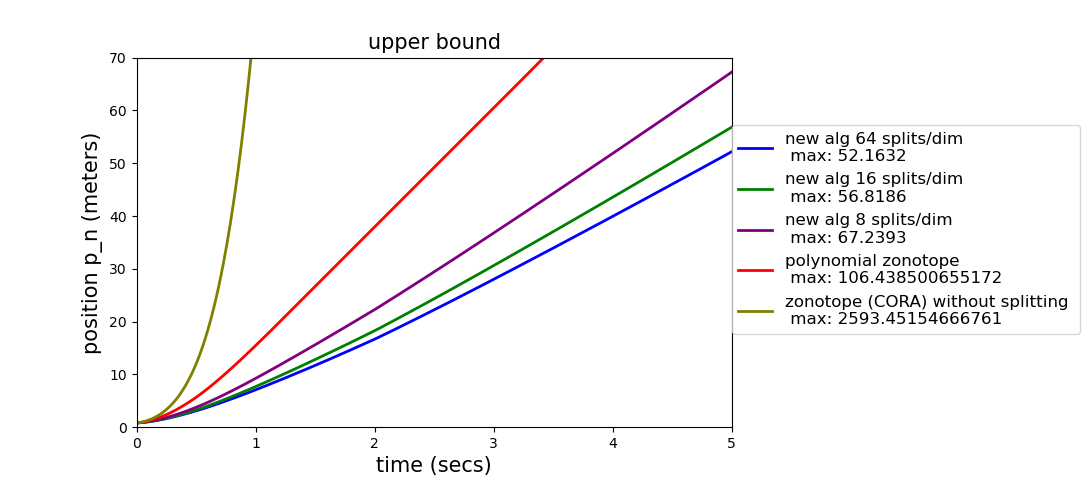 upper bound
70
60
50
40
30
20
10
0
position p_n (meters)
0 1 2 3 4 5
time (secs)
new alg 64 splits/dim
max: 52.1632
new alg 16 splits/dim
max: 56.8186
new alg 8 splits/dim
max: 67.2393
polynomial zonotope
max: 106.438500655172
zonotope (CORA) without splitting
max: 2593.45154666761